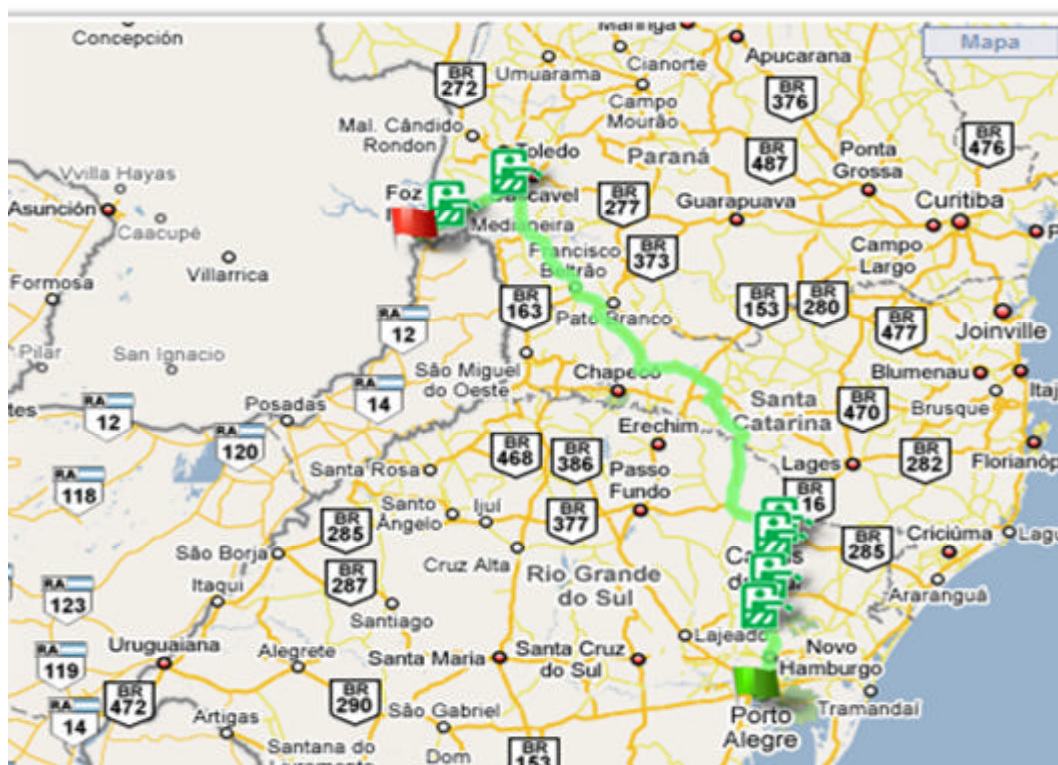 Concepción
Maringá
Mapa
Apucarana
Cianorte
Umuarama
BR
272
Campo
Mourão
BR
376
Mal. Cândido
Rondon
Toledo
Paraná
BR
487
Ponta
Grossa
BR
476
Vvilla Hayas
Asunción
Caacupé
Foz
Medianeira
BR
277
Guarapuava
Curitiba
Campo
Largo
Francisco
Beltrão
BR
373
Villarrica
Formosa
RA
12
BR
163
Pato Branco
BR
153
BR
280
BR
477
Joinville
Pilar
San Ignacio
São Miguel
do Oeste
Chapecó
Blumenau
Itaj
RA
12
Posadas
RA
14
Santa
Catarina
BR
470
Brusque
RA
120
Erechim
Lages
BR
282
Florianóp
RA
118
Santa Rosa
BR
468
BR
386
Passo
Fundo
BR
16
Santo
Ângelo
Ijuí
BR
285
BR
377
BR
285
Criciúma
Lagu
São Borja
Cruz Alta
Araranguá
RA
123
Itaqui
BR
287
Rio Grande
do Sul
Santiago
RA
119
Uruguaiana
Alegrete
Santa Maria
Santa Cruz
do Sul
Lajeado
Novo
Hamburgo
RA
14
BR
472
BR
290
São Gabriel
Tramandaí
Artigas
Porto
Alegre
Santana do
Dom
BR
153